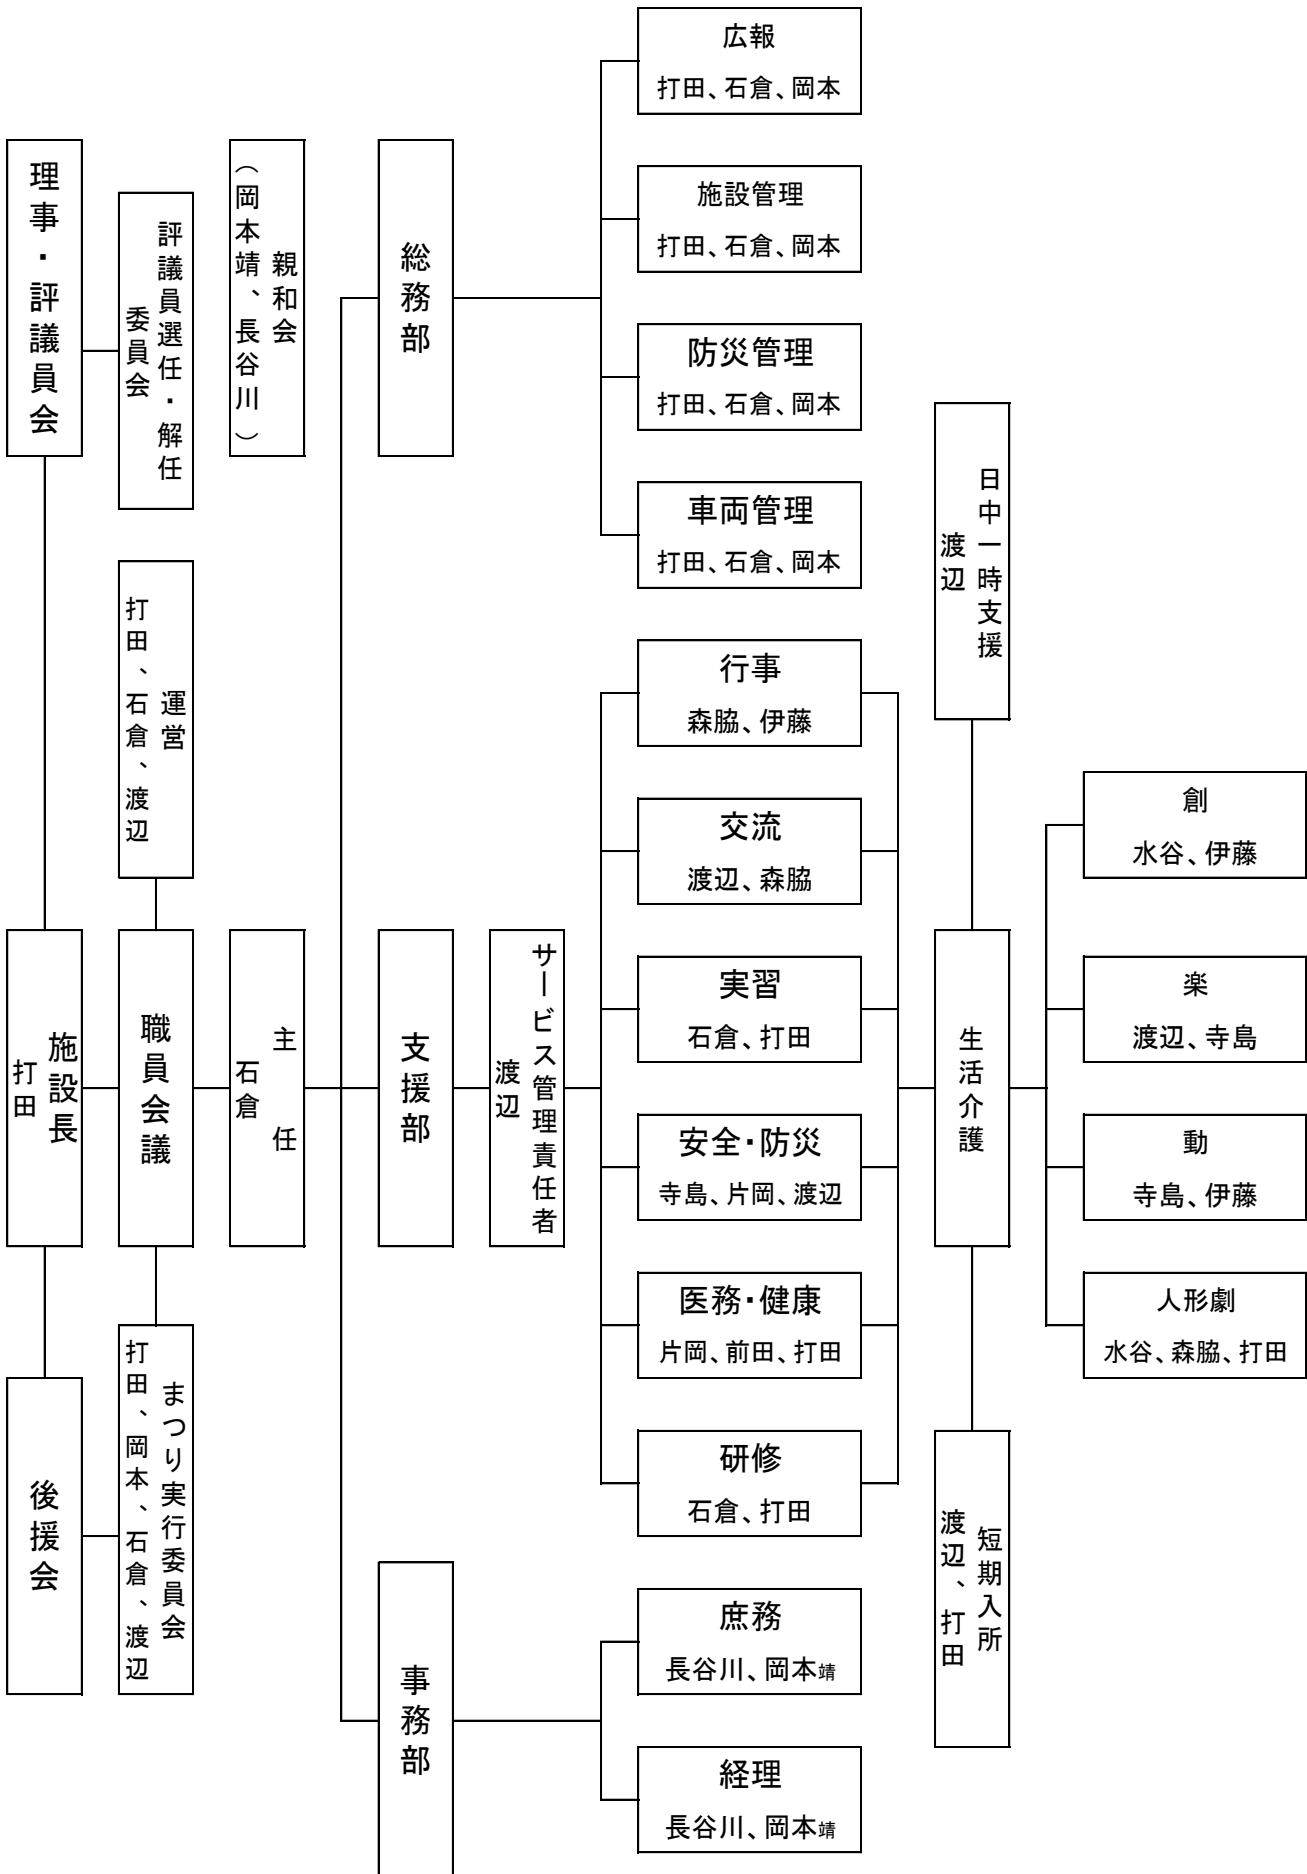 理事・評議員会
評議員選任・解任
委員会
親和会
（岡本靖、長谷川）
運営
打田、石倉、渡辺
施設長
打田
職員会議
主任
石倉
後援会
まつり実行委員会
打田、岡本、石倉、渡辺
総務部
広報
打田、石倉、岡本
施設管理
打田、石倉、岡本
防災管理
打田、石倉、岡本
車両管理
打田、石倉、岡本
支援部
サービス管理責任者
渡辺
行事
森脇、伊藤
交流
渡辺、森脇
実習
石倉、打田
安全・防災
寺島、片岡、渡辺
医務・健康
片岡、前田、打田
研修
石倉、打田
事務部
庶務
長谷川、岡本靖
経理
長谷川、岡本靖
日中一時支援
渡辺
生活介護
短期入所
渡辺、打田
創
水谷、伊藤
楽
渡辺、寺島
動
寺島、伊藤
人形劇
水谷、森脇、打田